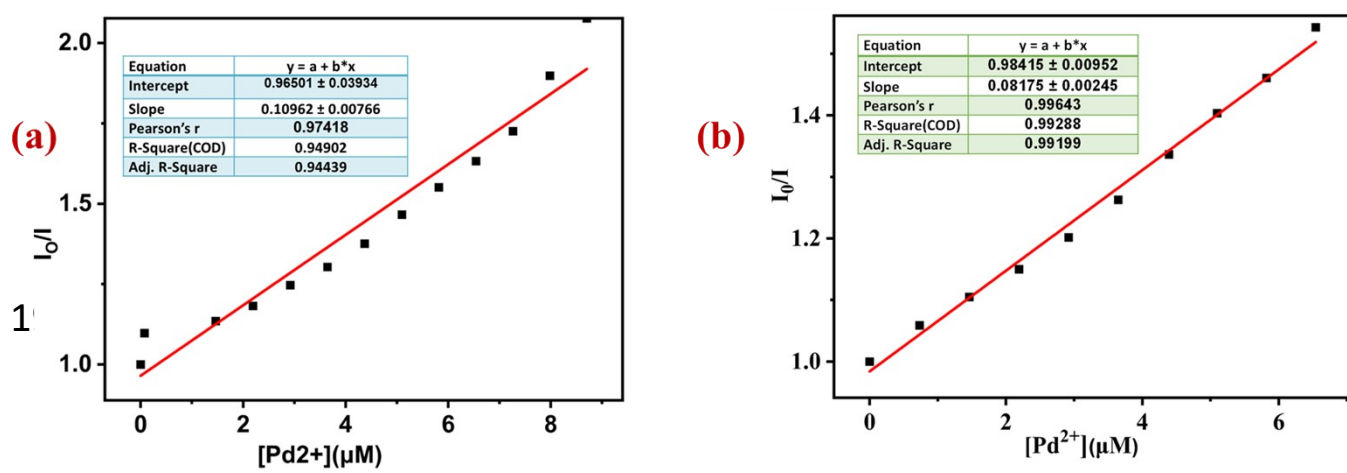 (a)
2.0
1.5
1.0
I_O/I
Equation y = a + b*x
Intercept 0.96501 ± 0.03934
Slope 0.10962 ± 0.00766
Pearson's r 0.97418
R-Square(COD) 0.94902
Adj. R-Square 0.94439
0 2 4 6 8
[Pd2+](µM)
(b)
1.4
1.2
1.0
I₀/I
Equation y = a + b*x
Intercept 0.98415 ± 0.00952
Slope 0.08175 ± 0.00245
Pearson's r 0.99643
R-Square(COD) 0.99288
Adj. R-Square 0.99199
0 2 4 6
[Pd²⁺](µM)